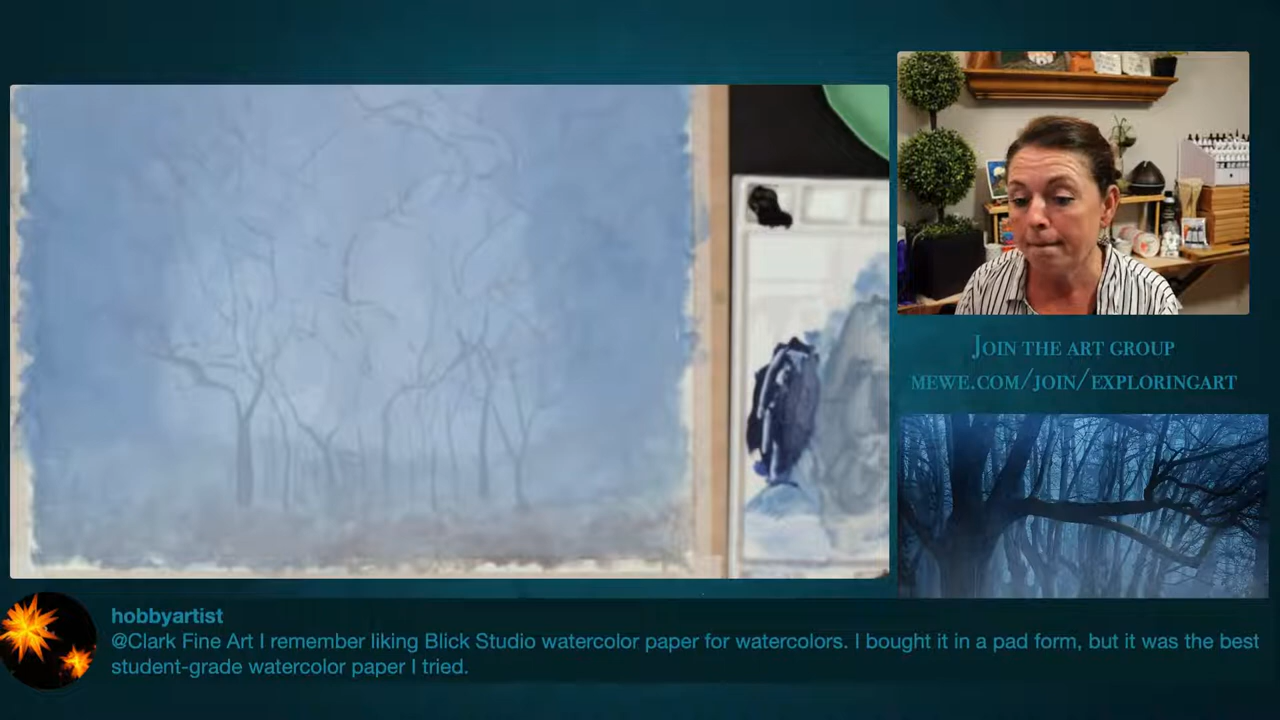 JOIN THE ART GROUP
MEWE.COM/JOIN/EXPLORINGART
hobbyartist
@Clark Fine Art I remember liking Blick Studio watercolor paper for watercolors. I bought it in a pad form, but it was the best
student-grade watercolor paper I tried.